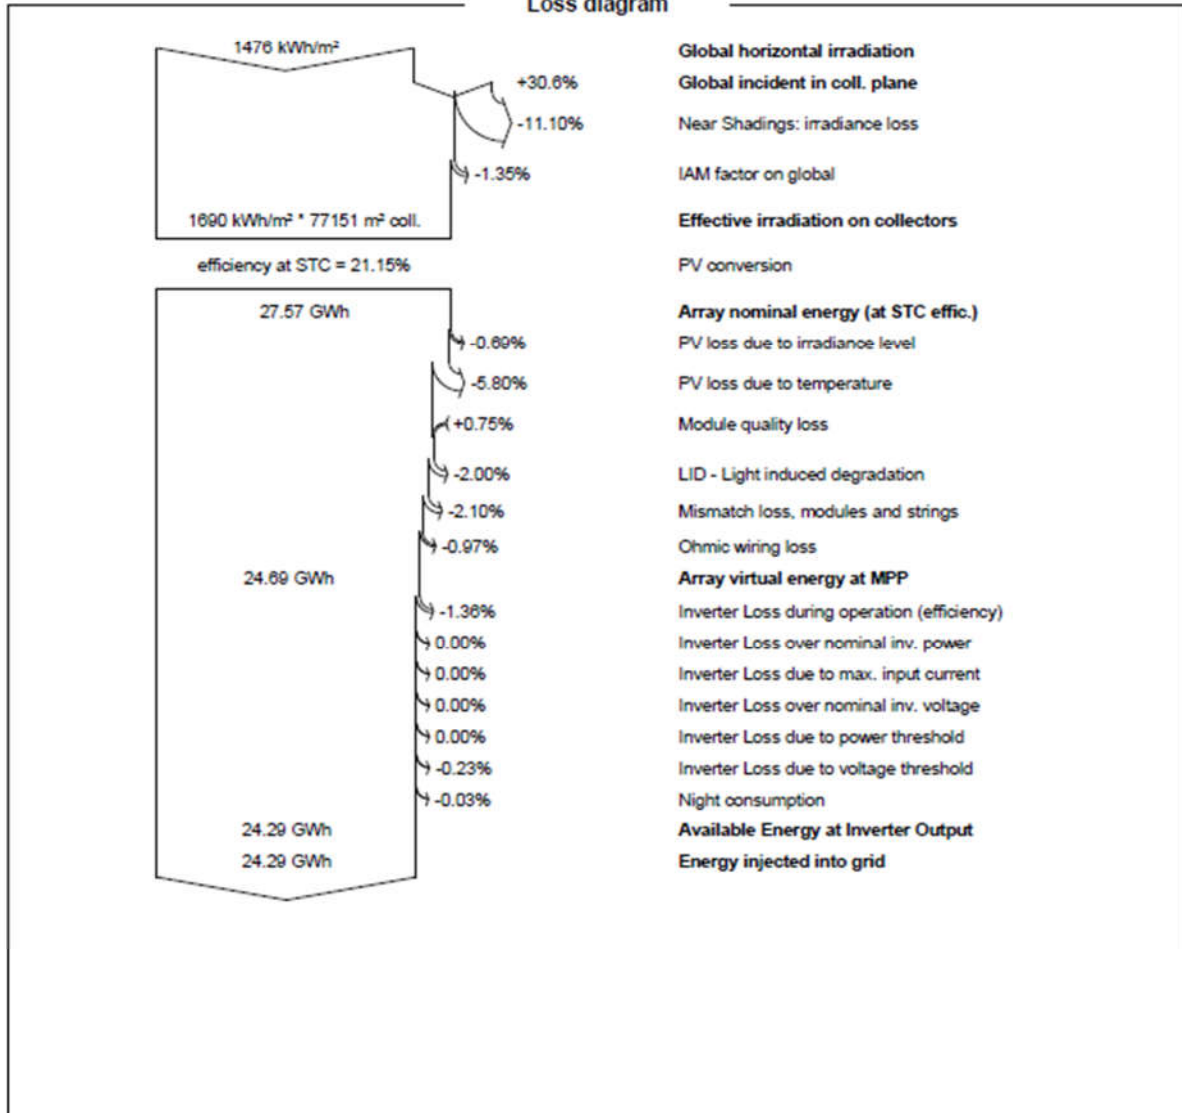 Loss diagram
1476 kWh/m² Global horizontal irradiation
+30.6% Global incident in coll. plane
-11.10% Near Shadings: irradiance loss
-1.35% IAM factor on global
1690 kWh/m² * 77151 m² coll. Effective irradiation on collectors
efficiency at STC = 21.15% PV conversion
27.57 GWh Array nominal energy (at STC effic.)
-0.69% PV loss due to irradiance level
-5.80% PV loss due to temperature
+0.75% Module quality loss
-2.00% LID - Light induced degradation
-2.10% Mismatch loss, modules and strings
-0.97% Ohmic wiring loss
24.69 GWh Array virtual energy at MPP
-1.36% Inverter Loss during operation (efficiency)
0.00% Inverter Loss over nominal inv. power
0.00% Inverter Loss due to max. input current
0.00% Inverter Loss over nominal inv. voltage
0.00% Inverter Loss due to power threshold
-0.23% Inverter Loss due to voltage threshold
-0.03% Night consumption
24.29 GWh Available Energy at Inverter Output
24.29 GWh Energy injected into grid